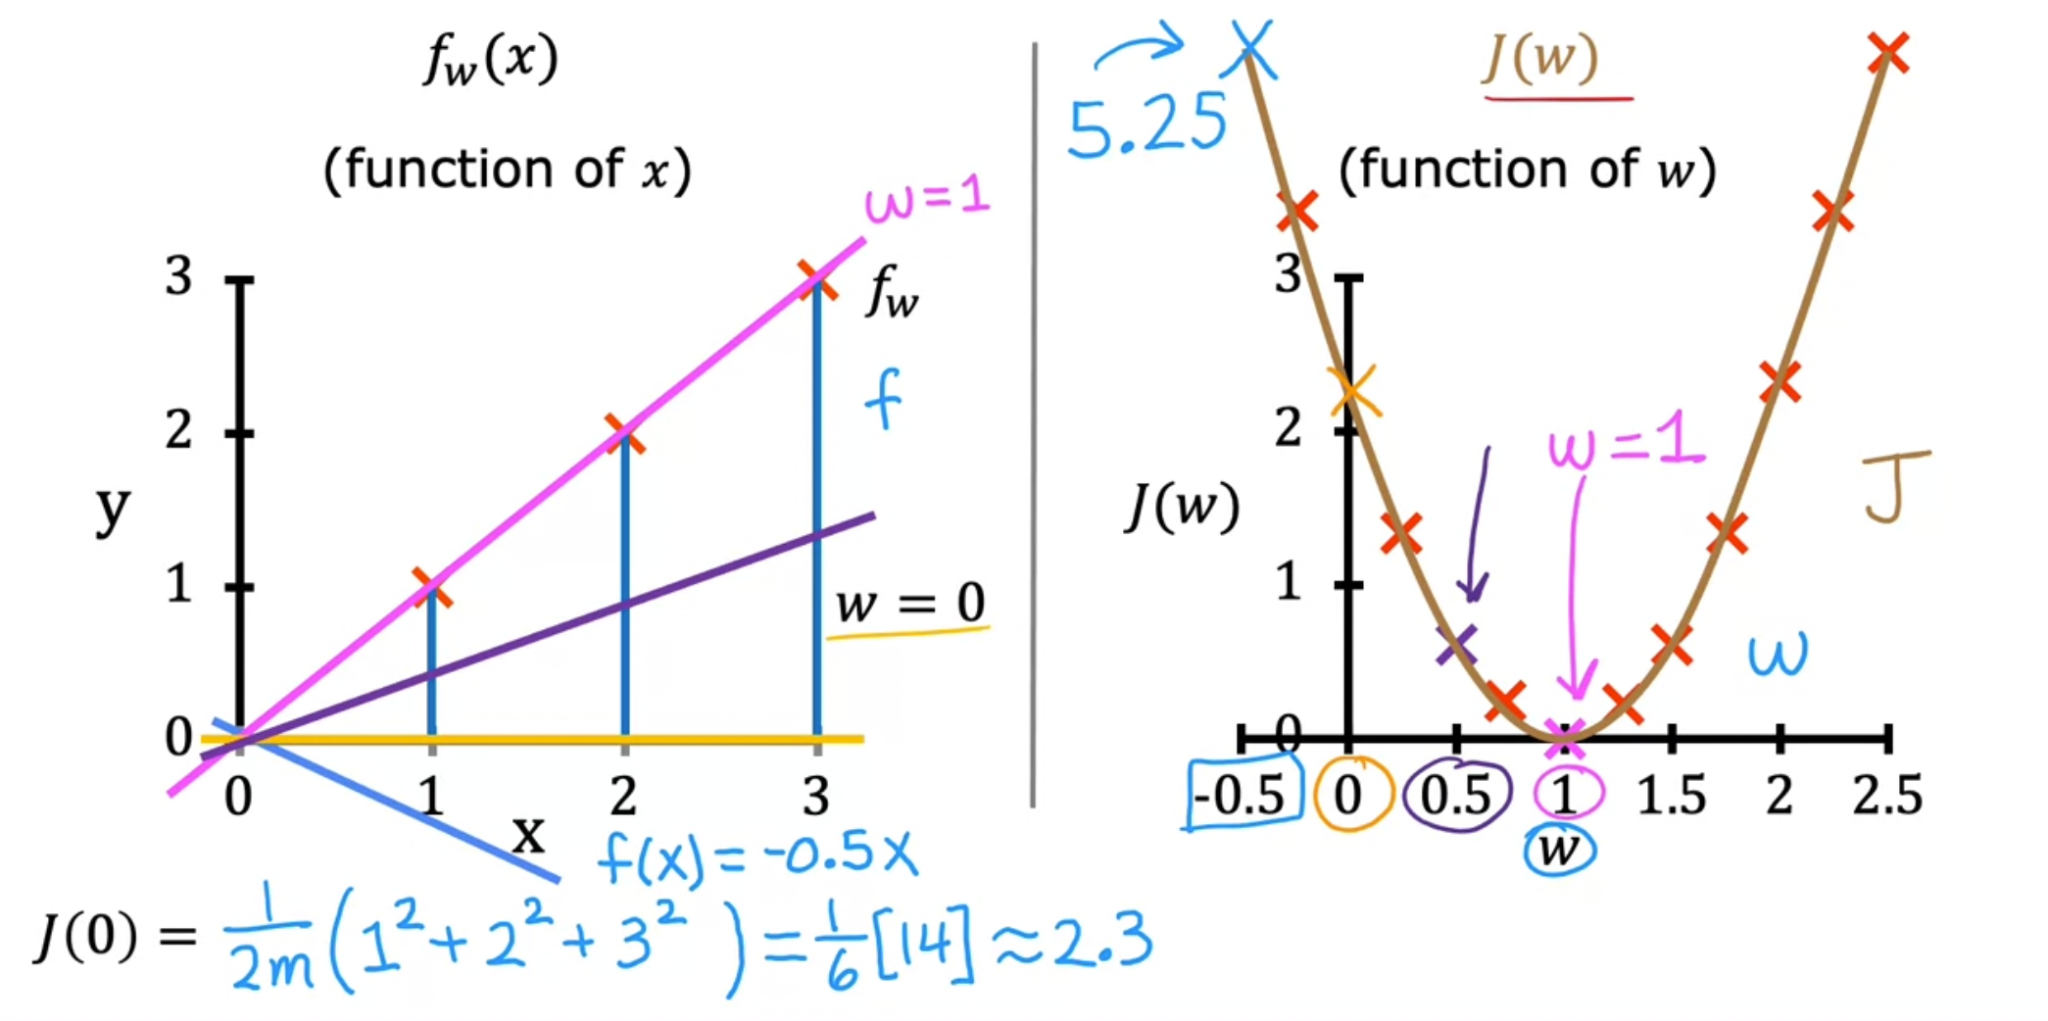 f_w(x)
(function of x)
w=1
3
f_w
f
2
y
1
w = 0
0
0 1 2 3
x
f(x) = -0.5x
J(0) = 1/2m (1² + 2² + 3²) = 1/6 [14] ≈ 2.3
5.25
J(w)
(function of w)
3
2
w=1
J
J(w)
1
w
0
-0.5 0 0.5 1 1.5 2 2.5
w